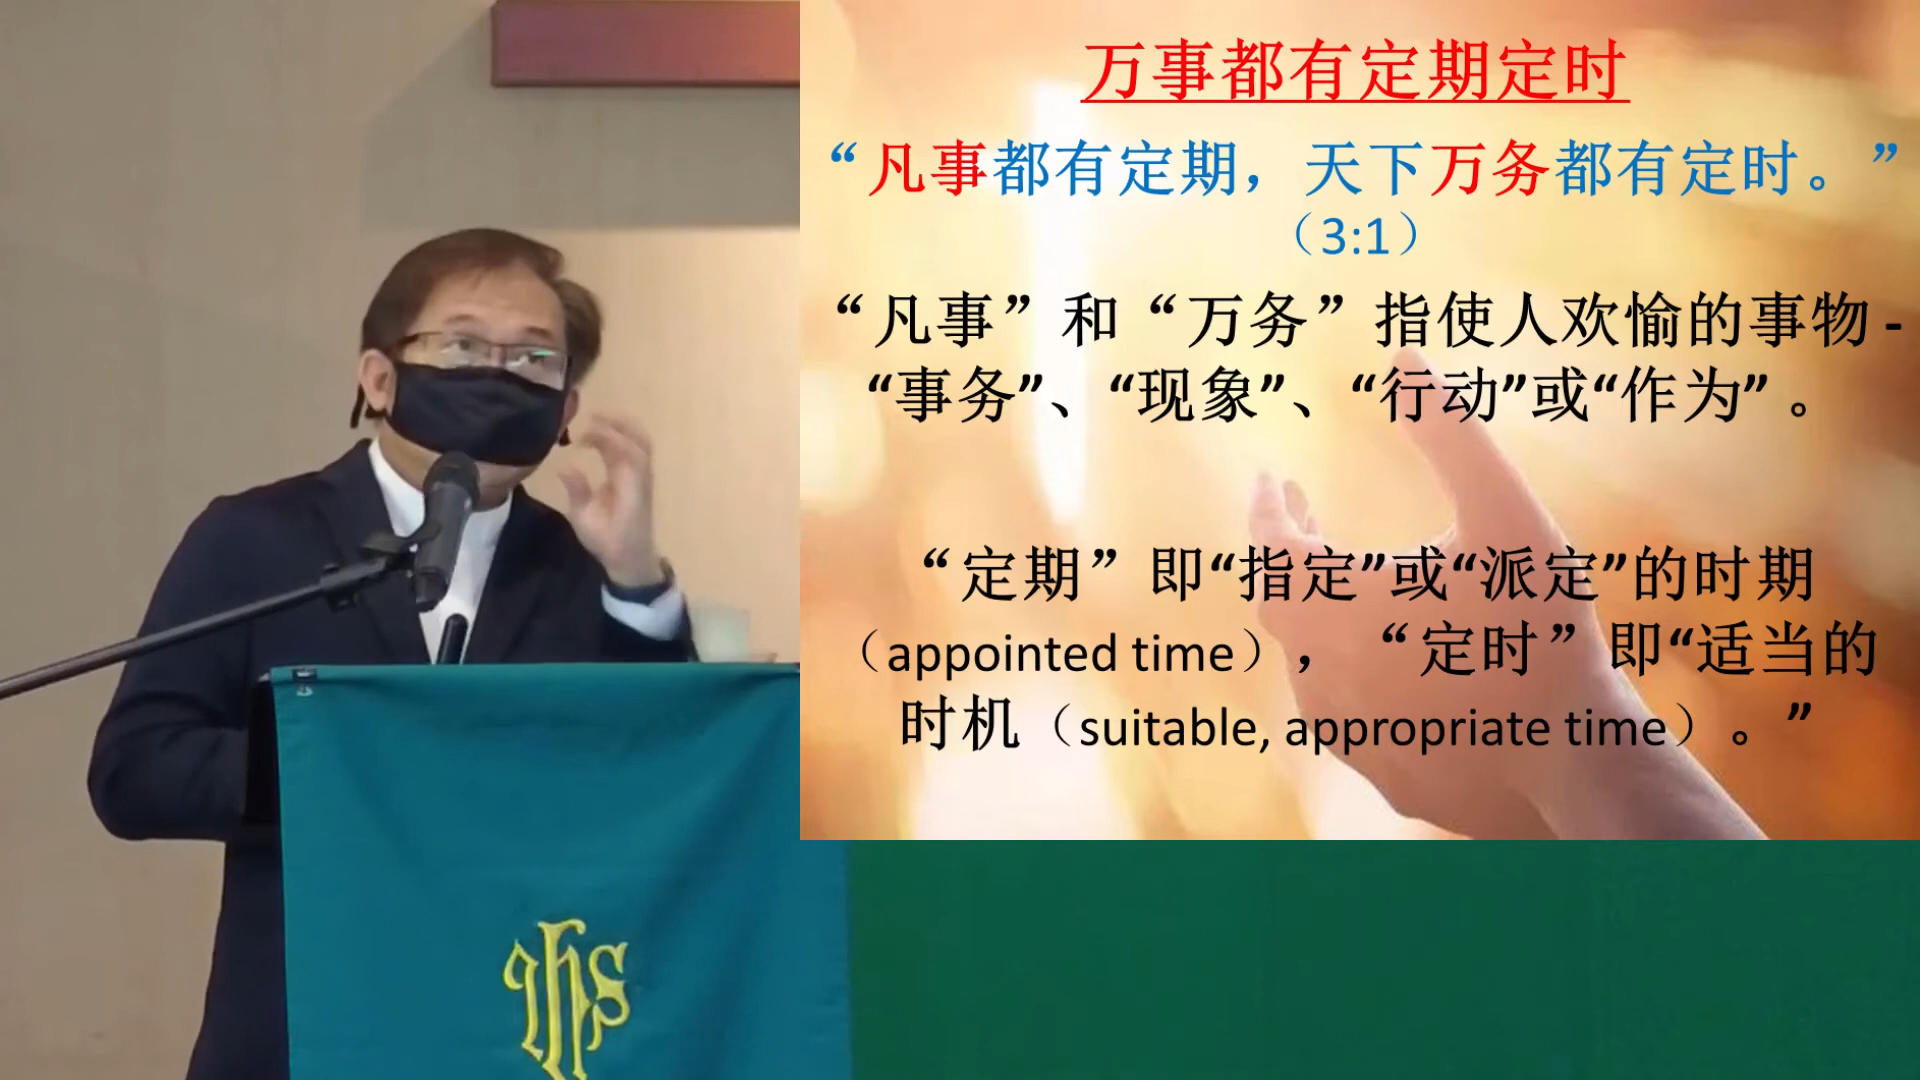 万事都有定期定时
“凡事都有定期，天下万务都有定时。”
（3:1）
“凡事”和“万务”指使人欢愉的事物 -
“事务”、“现象”、“行动”或“作为” 。
“定期”即“指定”或“派定”的时期
（appointed time），“定时”即“适当的
时机（suitable, appropriate time）。”
ihs